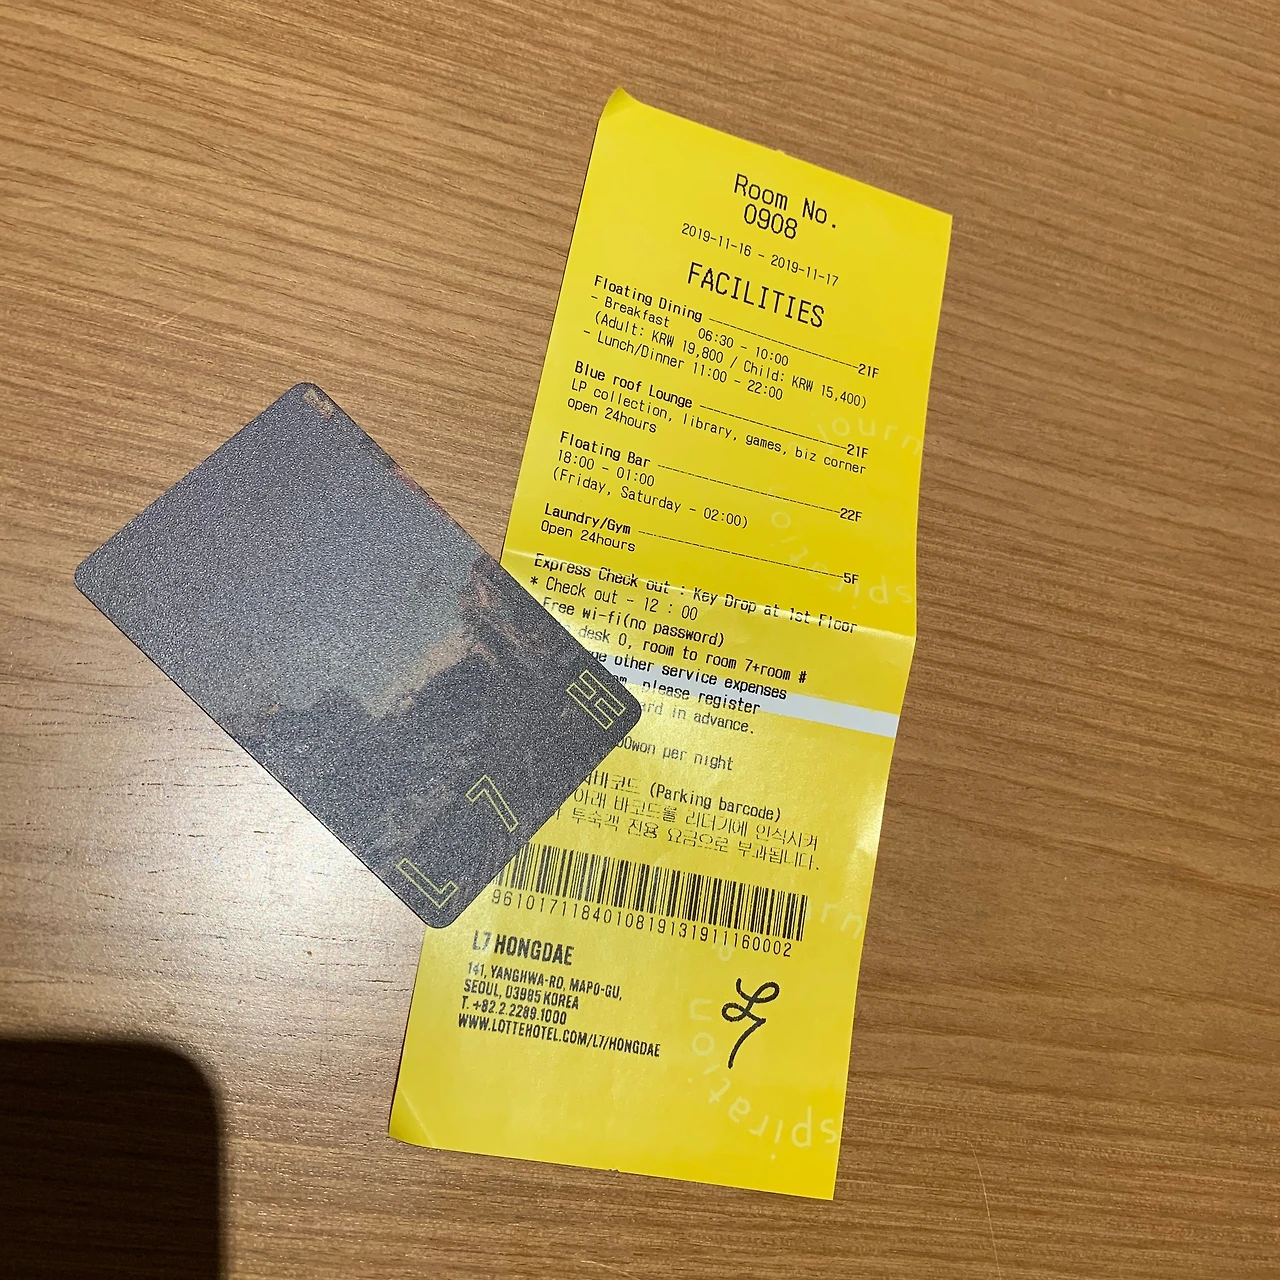 Room No.
0908
2019-11-16 - 2019-11-17
FACILITIES
Floating Dining 21F
- Breakfast 06:30 - 10:00
(Adult: KRW 19,800 / Child: KRW 15,400)
- Lunch/Dinner 11:00 - 22:00
Blue roof Lounge 21F
LP collection, library, games, biz corner
open 24hours
Floating Bar 22F
18:00 - 01:00
(Friday, Saturday - 02:00)
Laundry/Gym 5F
Open 24hours
Express Check out : Key Drop at 1st Floor
* Check out - 12 : 00
Free wi-fi(no password)
desk 0, room to room 7+room #
other service expenses
please register
in advance.
per night
(Parking barcode)
아래 바코드를 리더기에 인식시켜
투숙객 전용 요금으로 부과됩니다.
9610171184010819131911160002
L7 HONGDAE
141, YANGHWA-RO, MAPO-GU,
SEOUL, 03985 KOREA
T. +82.2.2289.1000
WWW.LOTTEHOTEL.COM/L7/HONGDAE
L7
홍